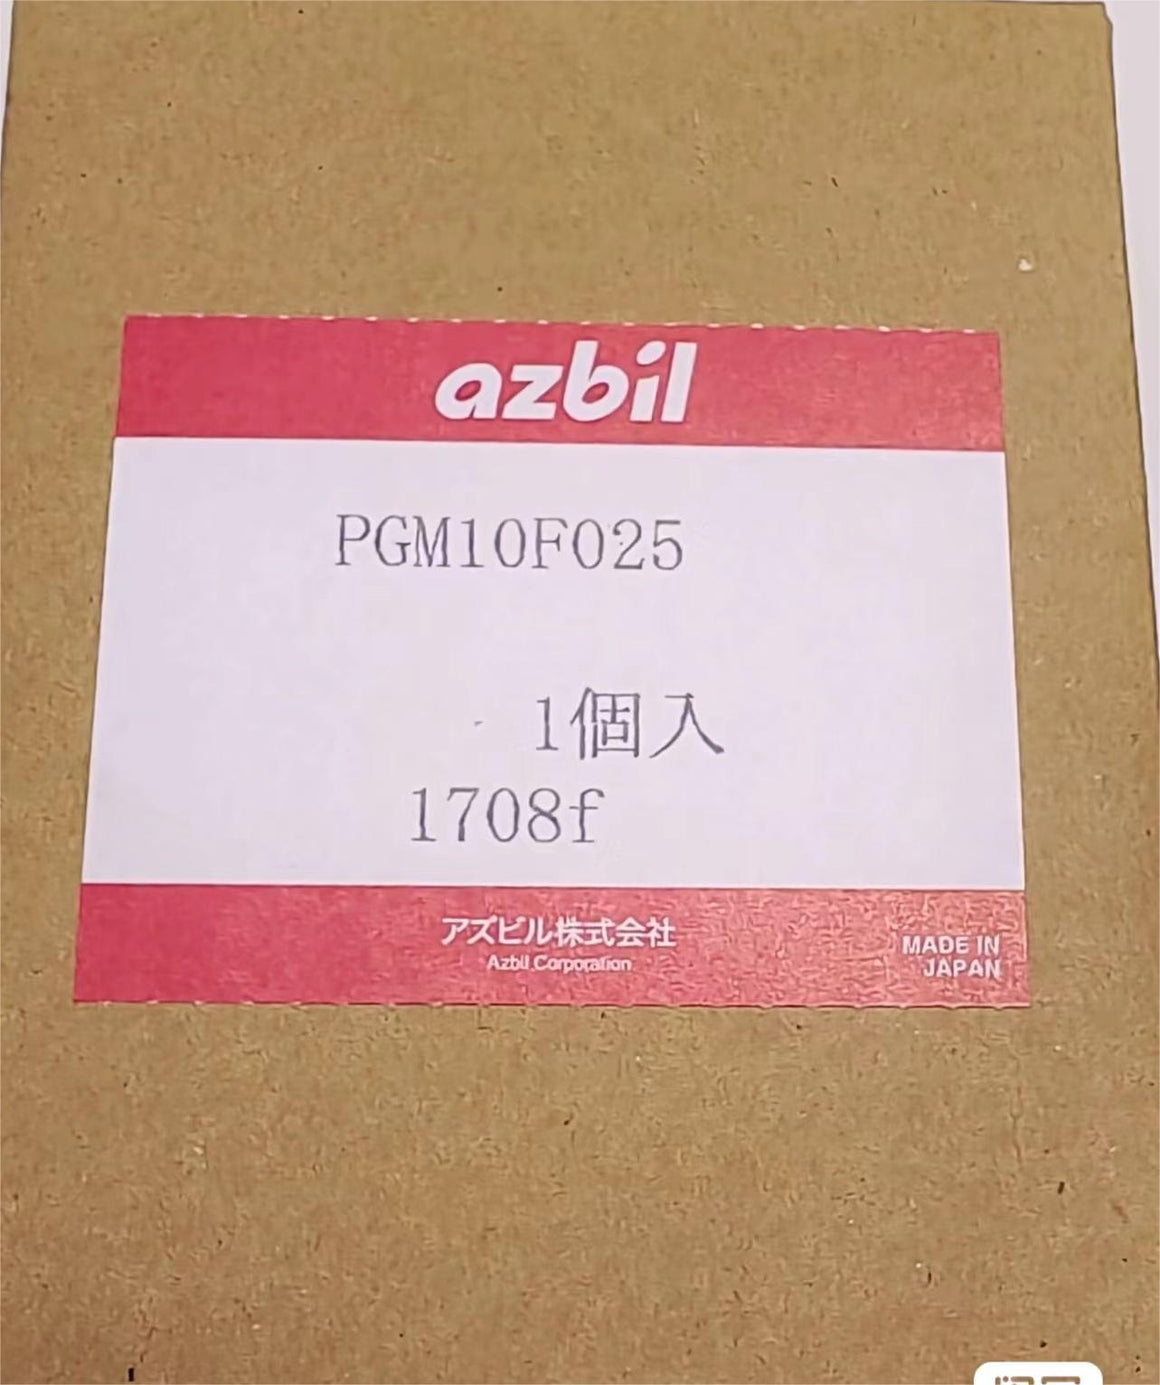 azbil
PGM10F025
1個入
1708f
アズビル株式会社
Azbil Corporation
MADE IN
JAPAN